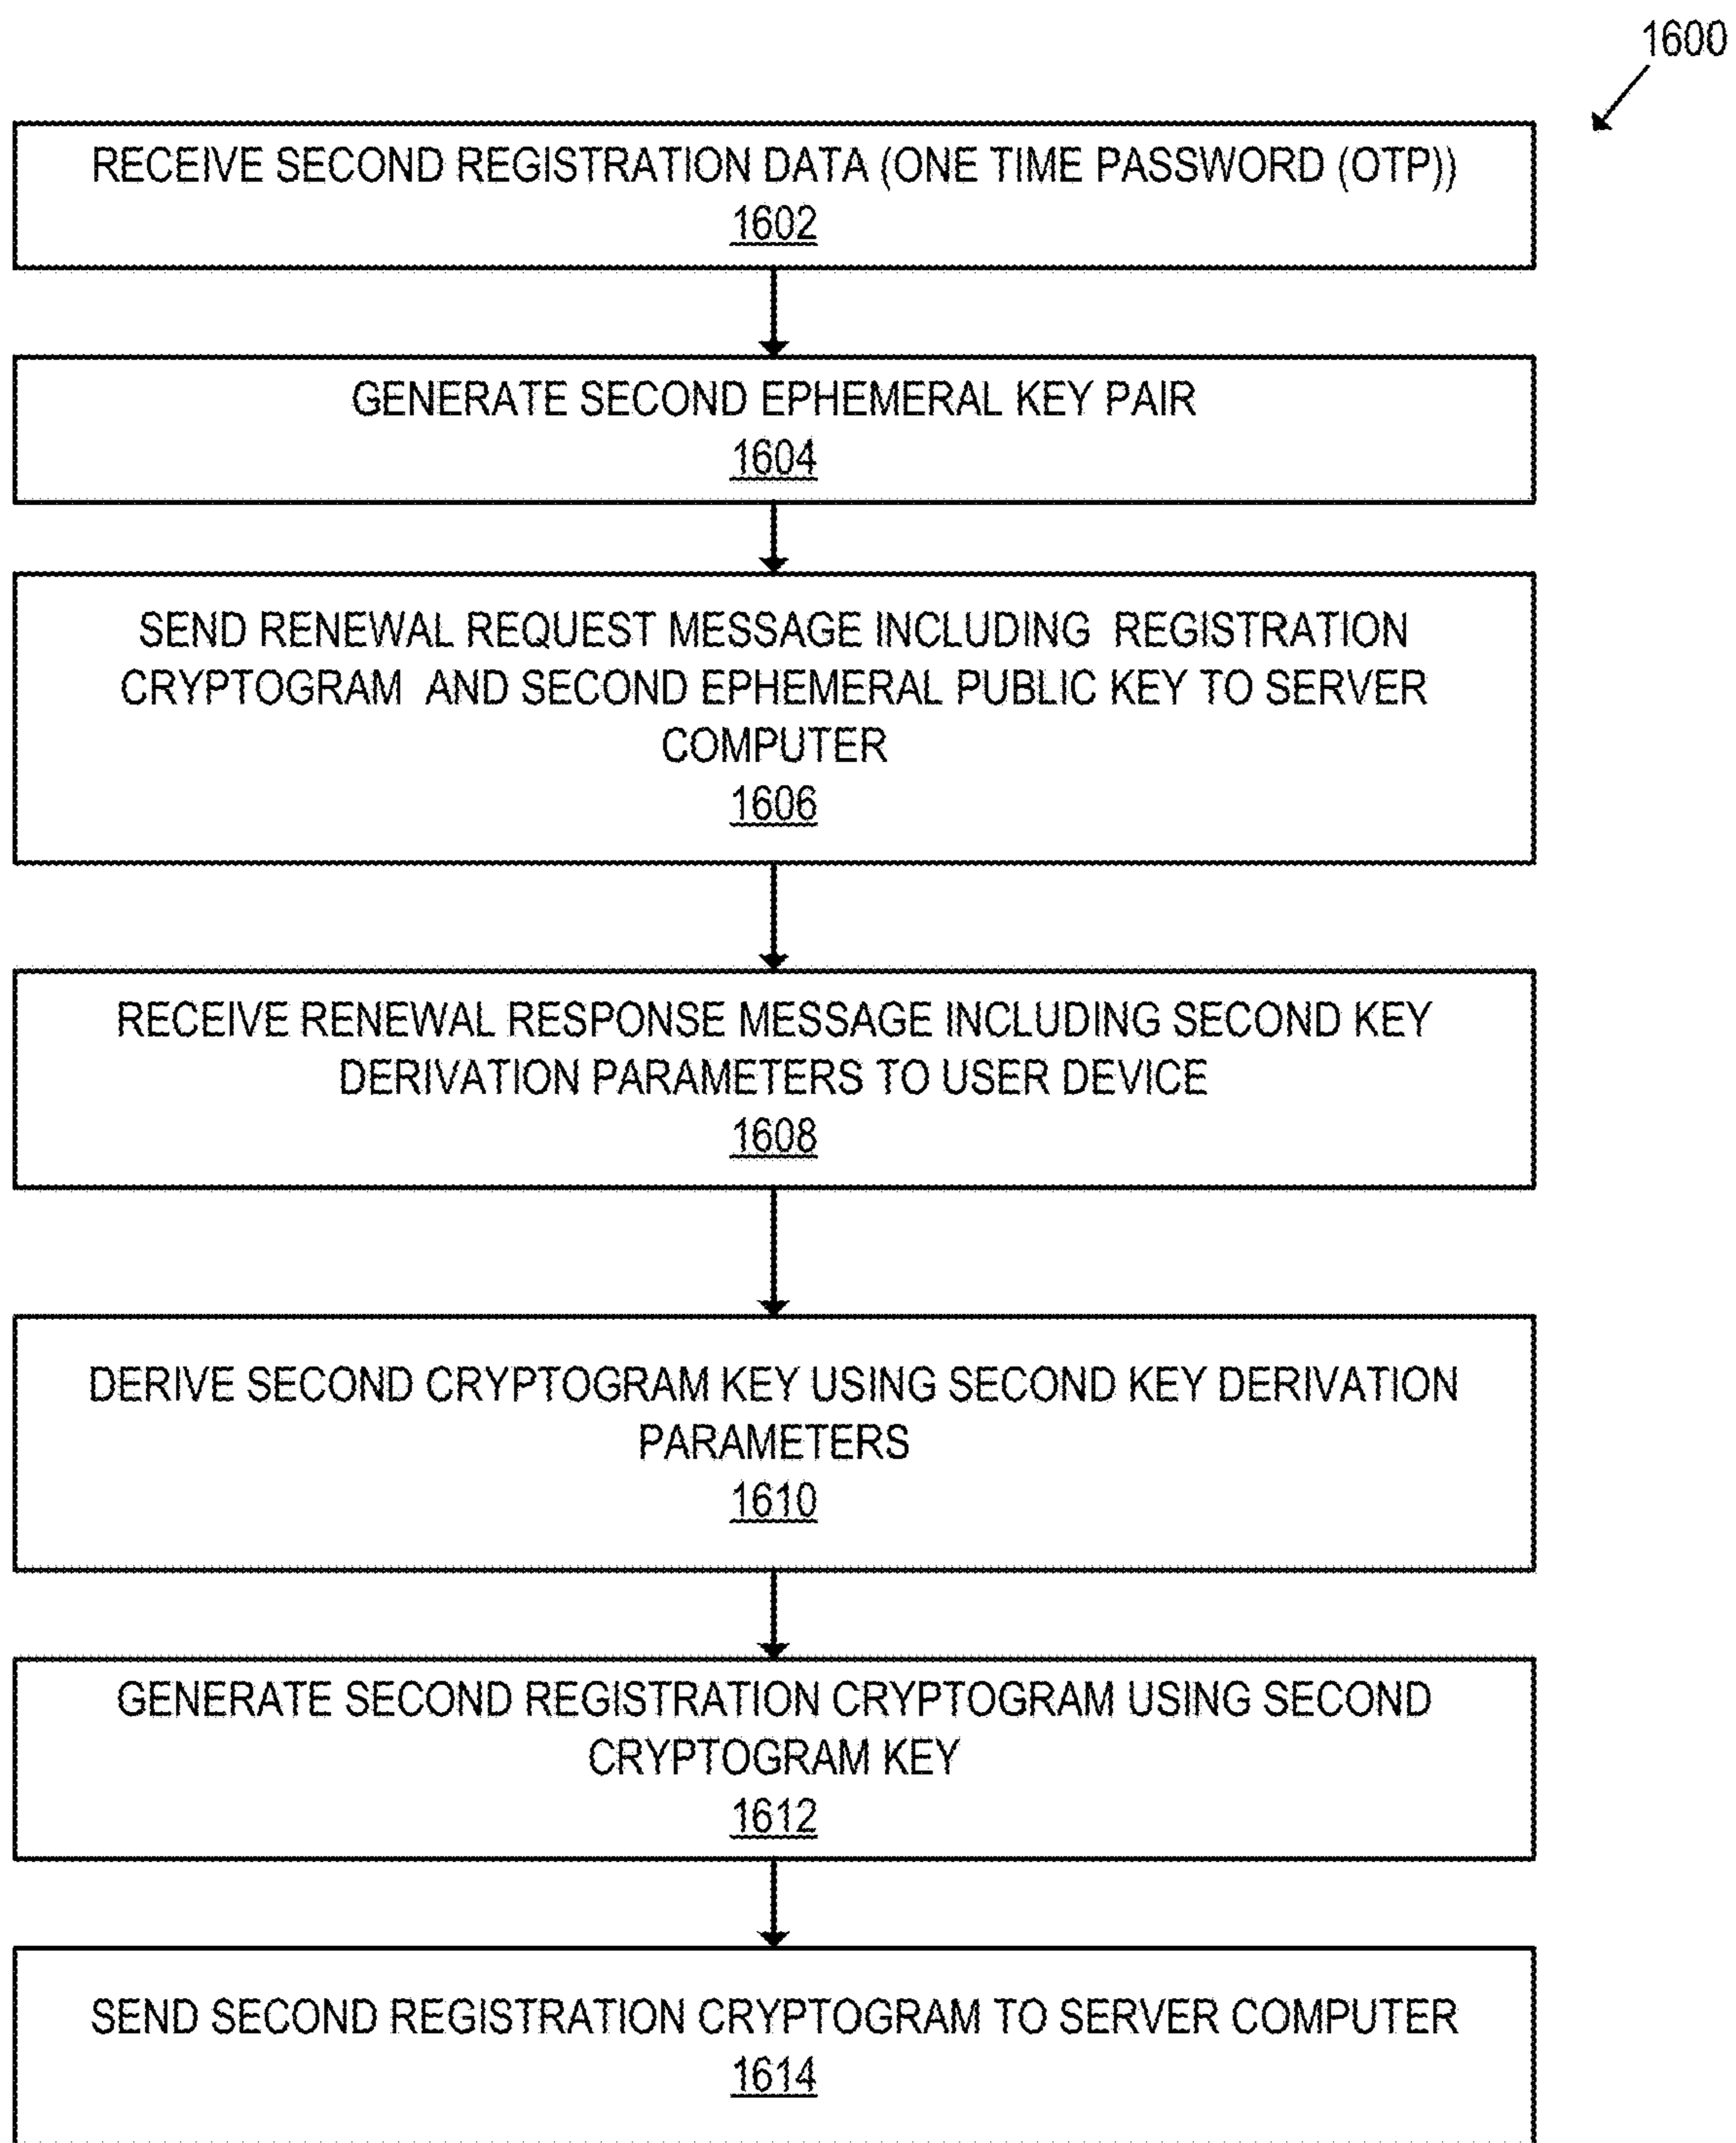 1600
RECEIVE SECOND REGISTRATION DATA (ONE TIME PASSWORD (OTP))
1602
GENERATE SECOND EPHEMERAL KEY PAIR
1604
SEND RENEWAL REQUEST MESSAGE INCLUDING REGISTRATION
CRYPTOGRAM AND SECOND EPHEMERAL PUBLIC KEY TO SERVER
COMPUTER
1606
RECEIVE RENEWAL RESPONSE MESSAGE INCLUDING SECOND KEY
DERIVATION PARAMETERS TO USER DEVICE
1608
DERIVE SECOND CRYPTOGRAM KEY USING SECOND KEY DERIVATION
PARAMETERS
1610
GENERATE SECOND REGISTRATION CRYPTOGRAM USING SECOND
CRYPTOGRAM KEY
1612
SEND SECOND REGISTRATION CRYPTOGRAM TO SERVER COMPUTER
1614